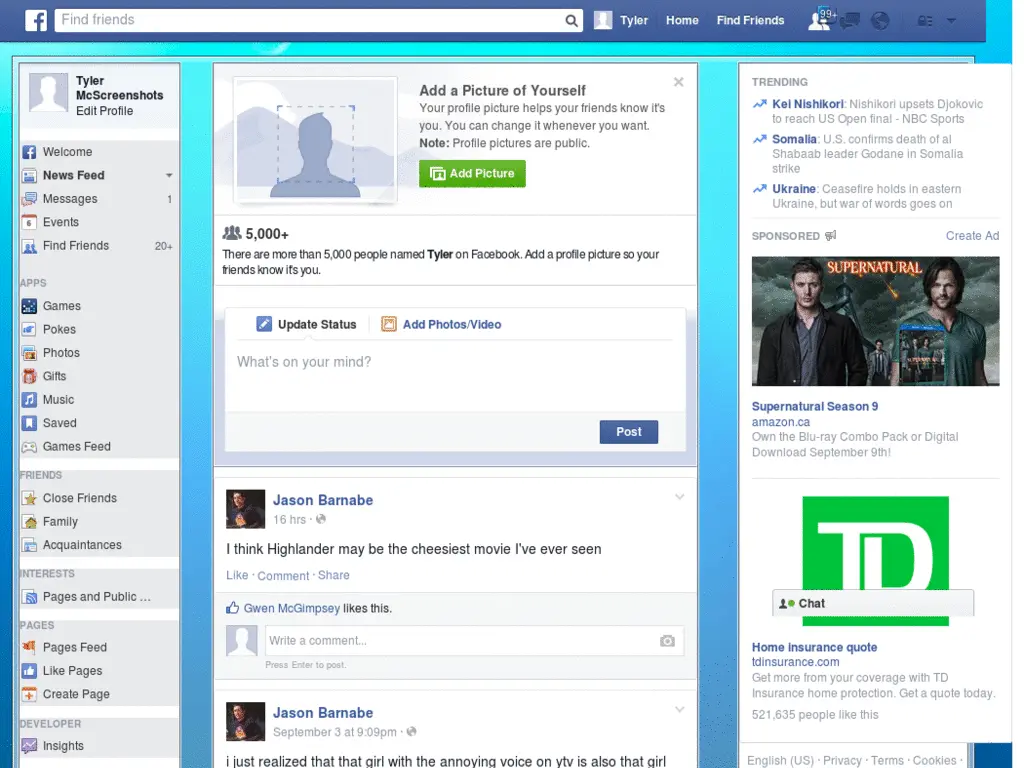 Find friends
Tyler
Home
Find Friends
99+
Tyler
McScreenshots
Edit Profile
Welcome
News Feed
Messages 1
6
Events
Find Friends 20+
APPS
Games
Pokes
Photos
Gifts
Music
Saved
Games Feed
FRIENDS
Close Friends
Family
Acquaintances
INTERESTS
Pages and Public ...
PAGES
Pages Feed
Like Pages
Create Page
DEVELOPER
Insights
Add a Picture of Yourself
Your profile picture helps your friends know it's
you. You can change it whenever you want.
Note: Profile pictures are public.
Add Picture
5,000+
There are more than 5,000 people named Tyler on Facebook. Add a profile picture so your
friends know it's you.
Update Status
Add Photos/Video
What's on your mind?
Post
Jason Barnabe
16 hrs ·
I think Highlander may be the cheesiest movie I've ever seen
Like · Comment · Share
Gwen McGimpsey likes this.
Write a comment...
Press Enter to post.
Jason Barnabe
September 3 at 9:09pm ·
i just realized that that girl with the annoying voice on ytv is also that girl
TRENDING
Kei Nishikori: Nishikori upsets Djokovic
to reach US Open final - NBC Sports
Somalia: U.S. confirms death of al
Shabaab leader Godane in Somalia
strike
Ukraine: Ceasefire holds in eastern
Ukraine, but war of words goes on
SPONSORED
Create Ad
SUPERNATURAL
Supernatural Season 9
amazon.ca
Own the Blu-ray Combo Pack or Digital
Download September 9th!
TD
Chat
Home insurance quote
tdinsurance.com
Get more from your coverage with TD
Insurance home protection. Get a quote today.
521,635 people like this
English (US) · Privacy · Terms · Cookies ·